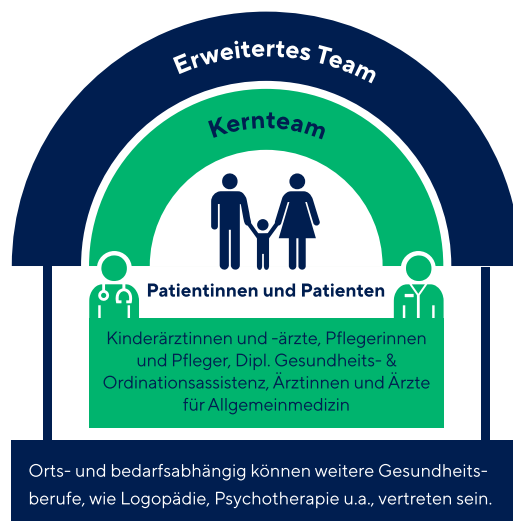 Erweitertes Team
Kernteam
Patientinnen und Patienten
Kinderärztinnen und -ärzte, Pflegerinnen
und Pfleger, Dipl. Gesundheits- &
Ordinationsassistenz, Ärztinnen und Ärzte
für Allgemeinmedizin
Orts- und bedarfsabhängig können weitere Gesundheits-
berufe, wie Logopädie, Psychotherapie u.a., vertreten sein.